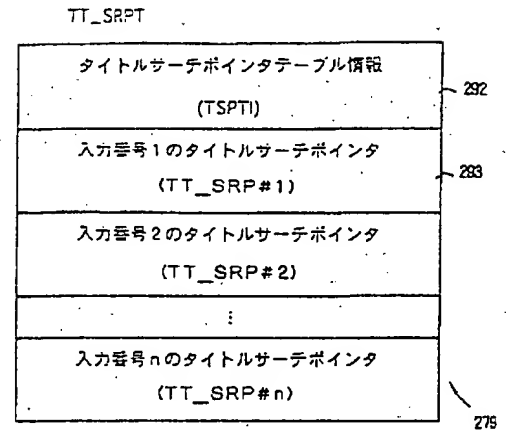 TT_SRPT
タイトルサーチポインタテーブル情報
(TSPTI)
292
入力番号1のタイトルサーチポインタ
(TT_SRP#1)
293
入力番号2のタイトルサーチポインタ
(TT_SRP#2)
⋮
入力番号nのタイトルサーチポインタ
(TT_SRP#n)
279